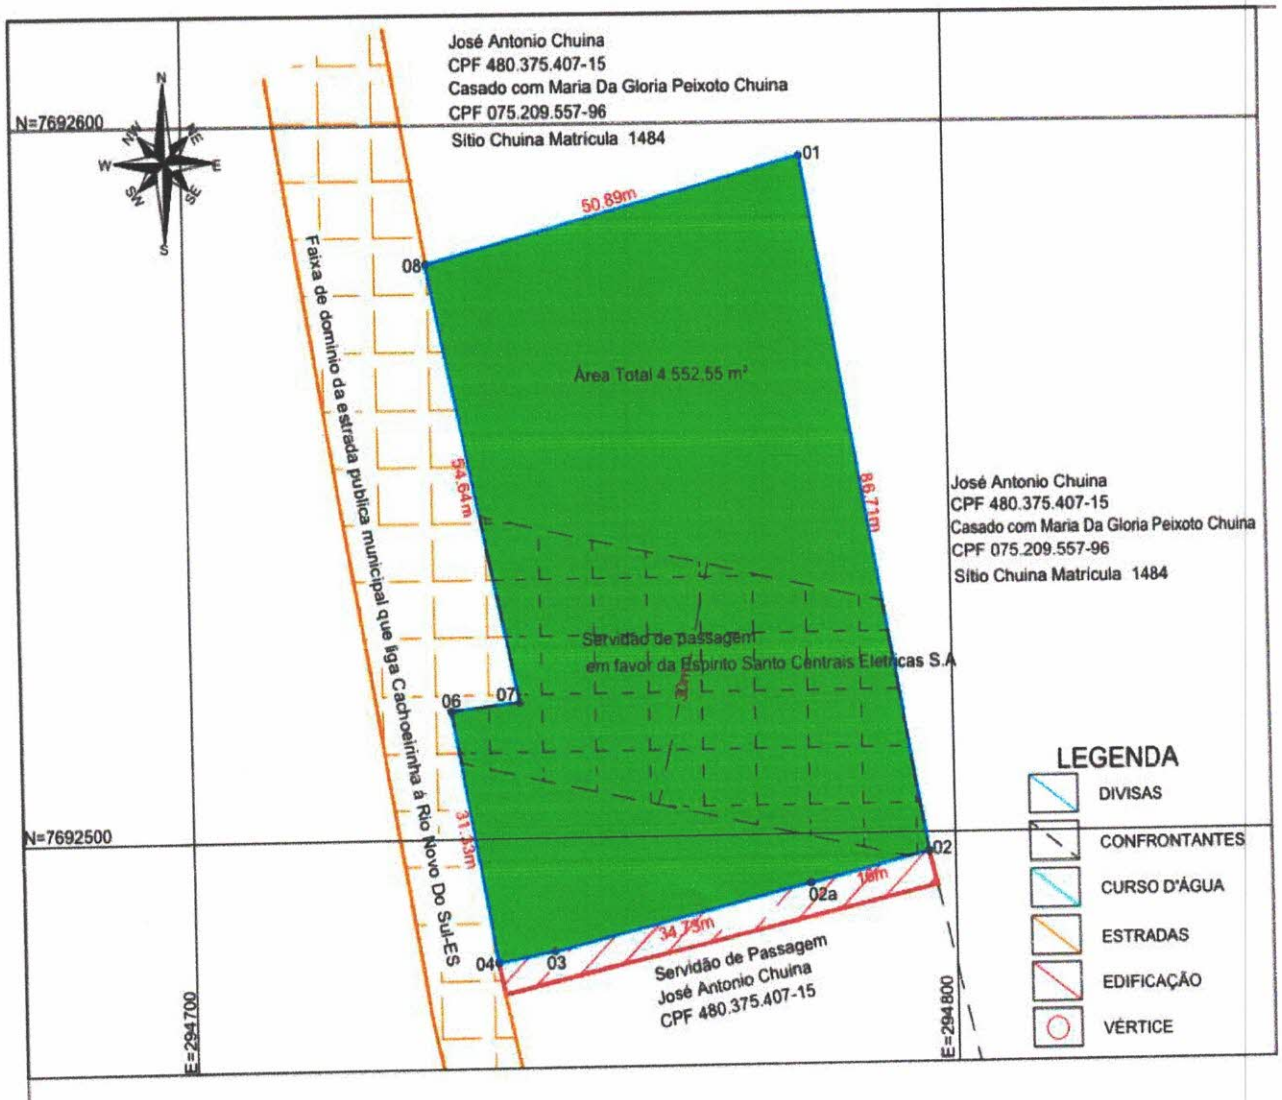 José Antonio Chuina
CPF 480.375.407-15
Casado com Maria Da Gloria Peixoto Chuina
CPF 075.209.557-96
Sítio Chuina Matrícula 1484
N=7692600
N
NW
NE
W
E
SW
SE
S
01
50.89m
08
Faixa de dominio da estrada publica municipal que liga Cachoeirinha á Rio Novo Do Sul-ES
Área Total 4.552,55 m²
54.64m
86.71m
José Antonio Chuina
CPF 480.375.407-15
Casado com Maria Da Gloria Peixoto Chuina
CPF 075.209.557-96
Sítio Chuina Matrícula 1484
Servidão de passagem
em favor da Espirito Santo Centrais Eletricas S.A
30m
06
07
31.33m
N=7692500
02
16m
02a
34.73m
04
03
Servidão de Passagem
José Antonio Chuina
CPF 480.375.407-15
E=294700
E=294800
LEGENDA
DIVISAS
CONFRONTANTES
CURSO D'ÁGUA
ESTRADAS
EDIFICAÇÃO
VÉRTICE